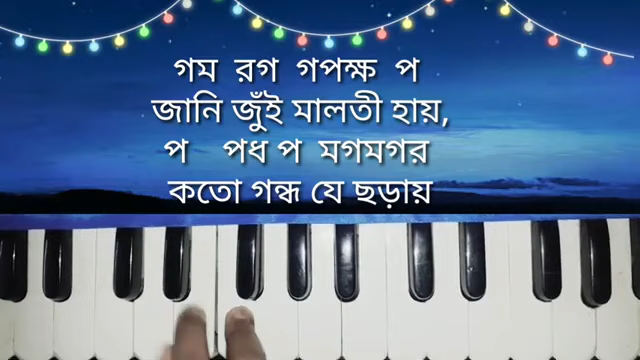 গম রগ গপক্ষ প
জানি জুঁই মালতী হায়,
প পধ প মগমগর
কতো গন্ধ যে ছড়ায়